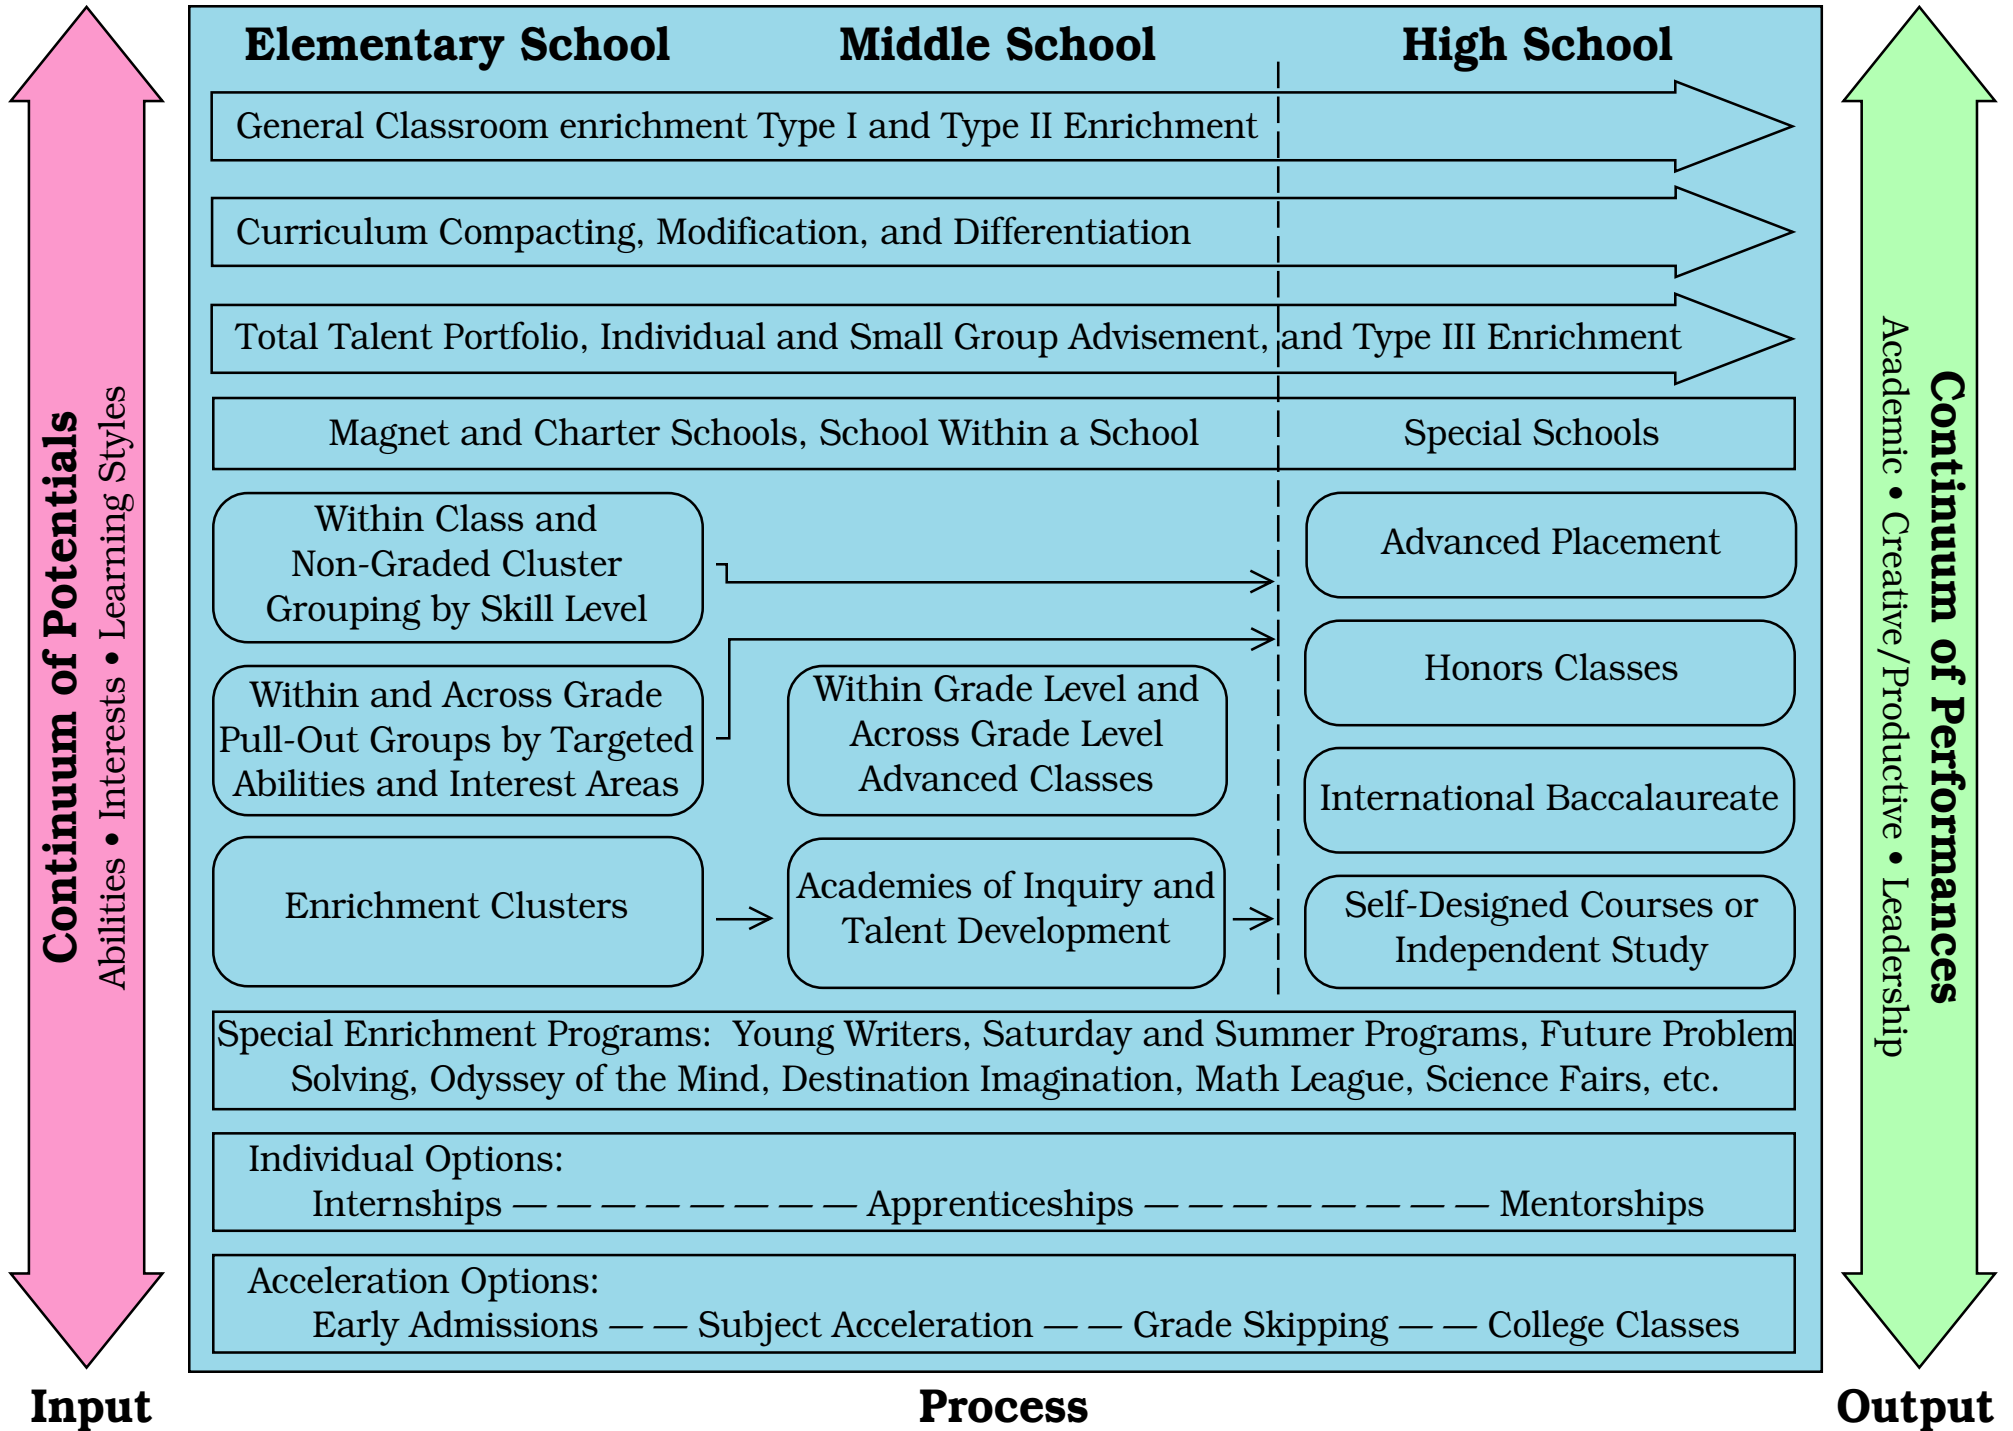 Elementary School
Middle School
High School
General Classroom enrichment Type I and Type II Enrichment
Curriculum Compacting, Modification, and Differentiation
Total Talent Portfolio, Individual and Small Group Advisement, and Type III Enrichment
Magnet and Charter Schools, School Within a School
Special Schools
Within Class and
Non-Graded Cluster
Grouping by Skill Level
Within and Across Grade
Pull-Out Groups by Targeted
Abilities and Interest Areas
Enrichment Clusters
Within Grade Level and
Across Grade Level
Advanced Classes
Academies of Inquiry and
Talent Development
Advanced Placement
Honors Classes
International Baccalaureate
Self-Designed Courses or
Independent Study
Special Enrichment Programs: Young Writers, Saturday and Summer Programs, Future Problem
Solving, Odyssey of the Mind, Destination Imagination, Math League, Science Fairs, etc.
Individual Options:
Internships — — — — — — — — Apprenticeships — — — — — — — — Mentorships
Acceleration Options:
Early Admissions — — Subject Acceleration — — Grade Skipping — — College Classes
Continuum of Potentials
Abilities • Interests • Learning Styles
Continuum of Performances
Academic • Creative/Productive • Leadership
Input
Process
Output